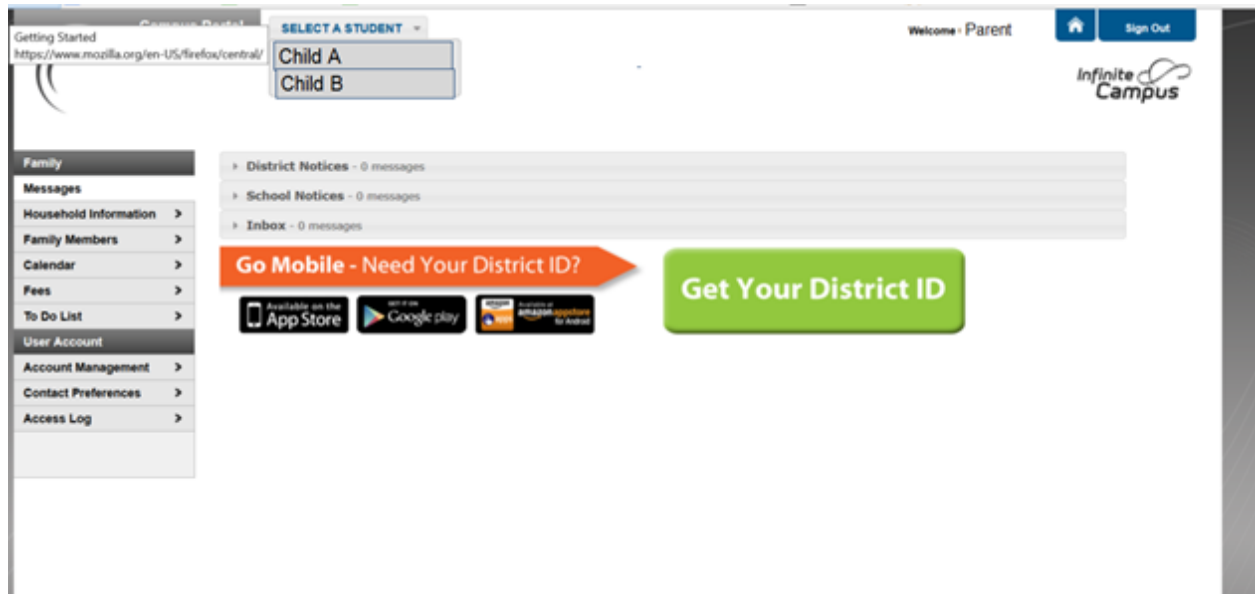 Campus Portal
SELECT A STUDENT
Welcome Parent
Sign Out
Getting Started
https://www.mozilla.org/en-US/firefox/central/
Child A
Child B
Infinite
Campus
Family
Messages
Household Information >
Family Members >
Calendar >
Fees >
To Do List >
User Account
Account Management >
Contact Preferences >
Access Log >
District Notices - 0 messages
School Notices - 0 messages
Inbox - 0 messages
Go Mobile - Need Your District ID?
Get Your District ID
Available on the
App Store
GET IT ON
Google play
Available at
amazon appstore
for Android